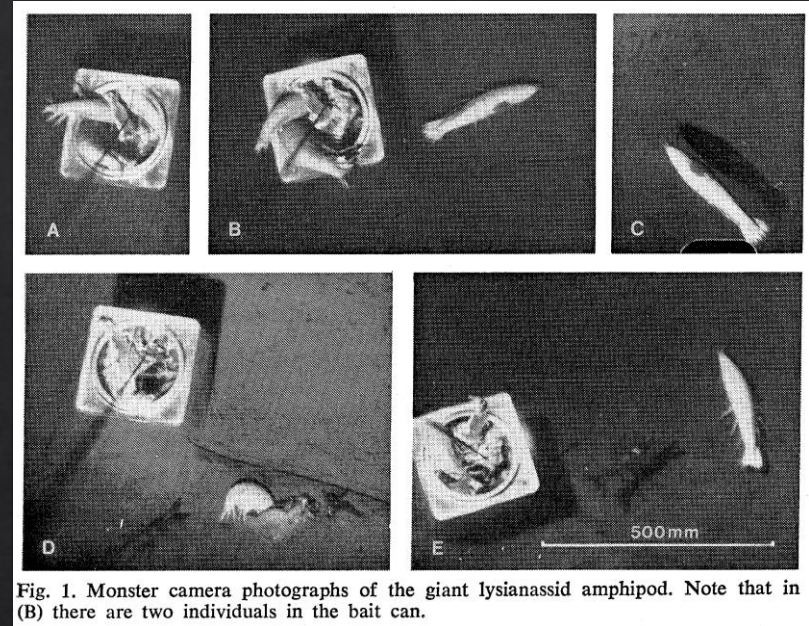 A
B
C
D
E
500mm
Fig. 1. Monster camera photographs of the giant lysianassid amphipod. Note that in
(B) there are two individuals in the bait can.